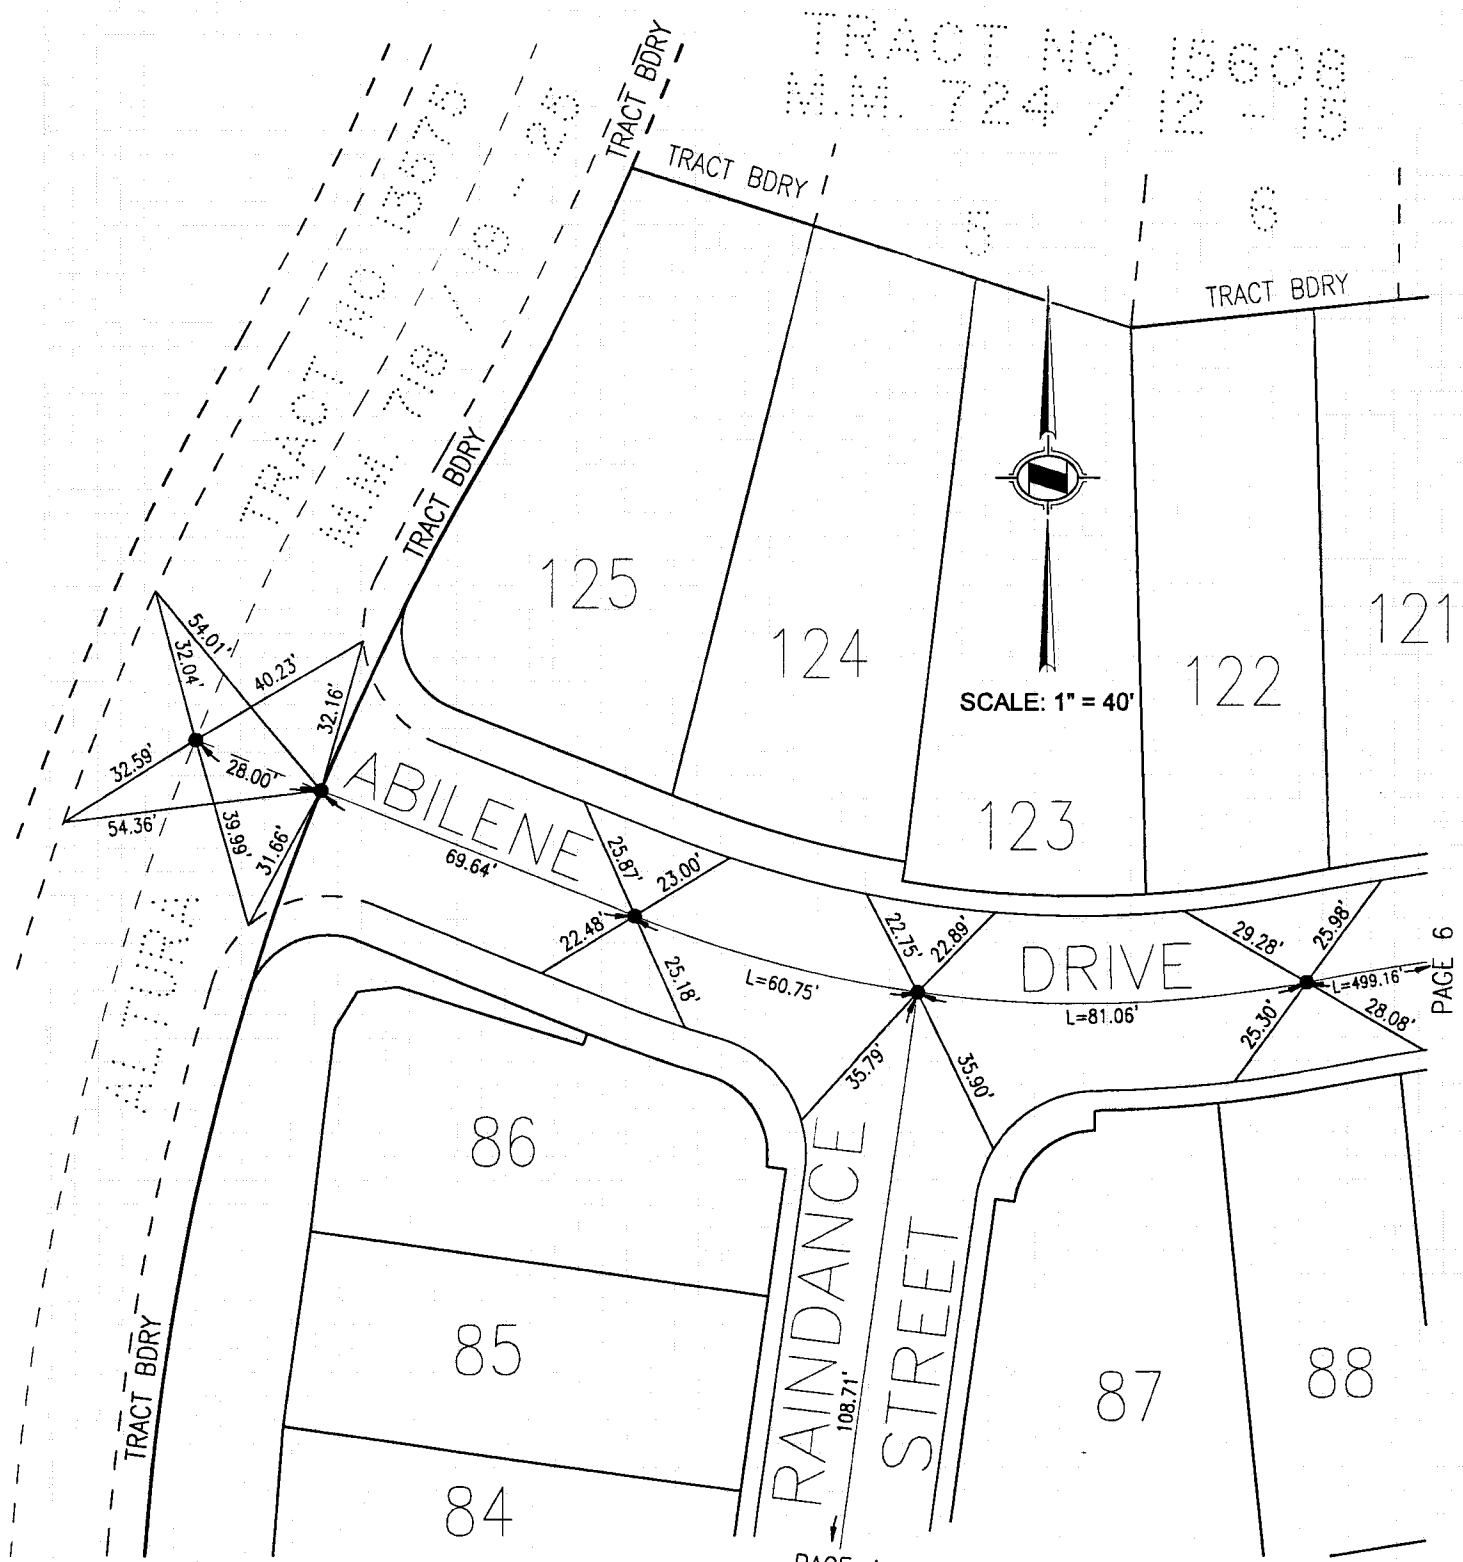 TRACT NO. 15608
M.M. 724 / 12 - 15
TRACT BDRY
TRACT BDRY
5
6
TRACT BDRY
TRACT NO. 13575
M.M. 718 / 19 - 25
TRACT BDRY
125
124
123
122
121
SCALE: 1" = 40'
54.01'
32.04'
40.23'
32.16'
32.59'
28.00'
54.36'
39.99'
31.66'
ABILENE
69.64'
25.87'
23.00'
22.48'
25.18'
L=60.75'
22.75'
22.89'
DRIVE
L=81.06'
29.28'
25.98'
L=499.16'
25.30'
28.08'
PAGE 6
35.79'
35.90'
ALTURA
86
85
84
RAINDANCE
STREET
108.71'
87
88
TRACT BDRY